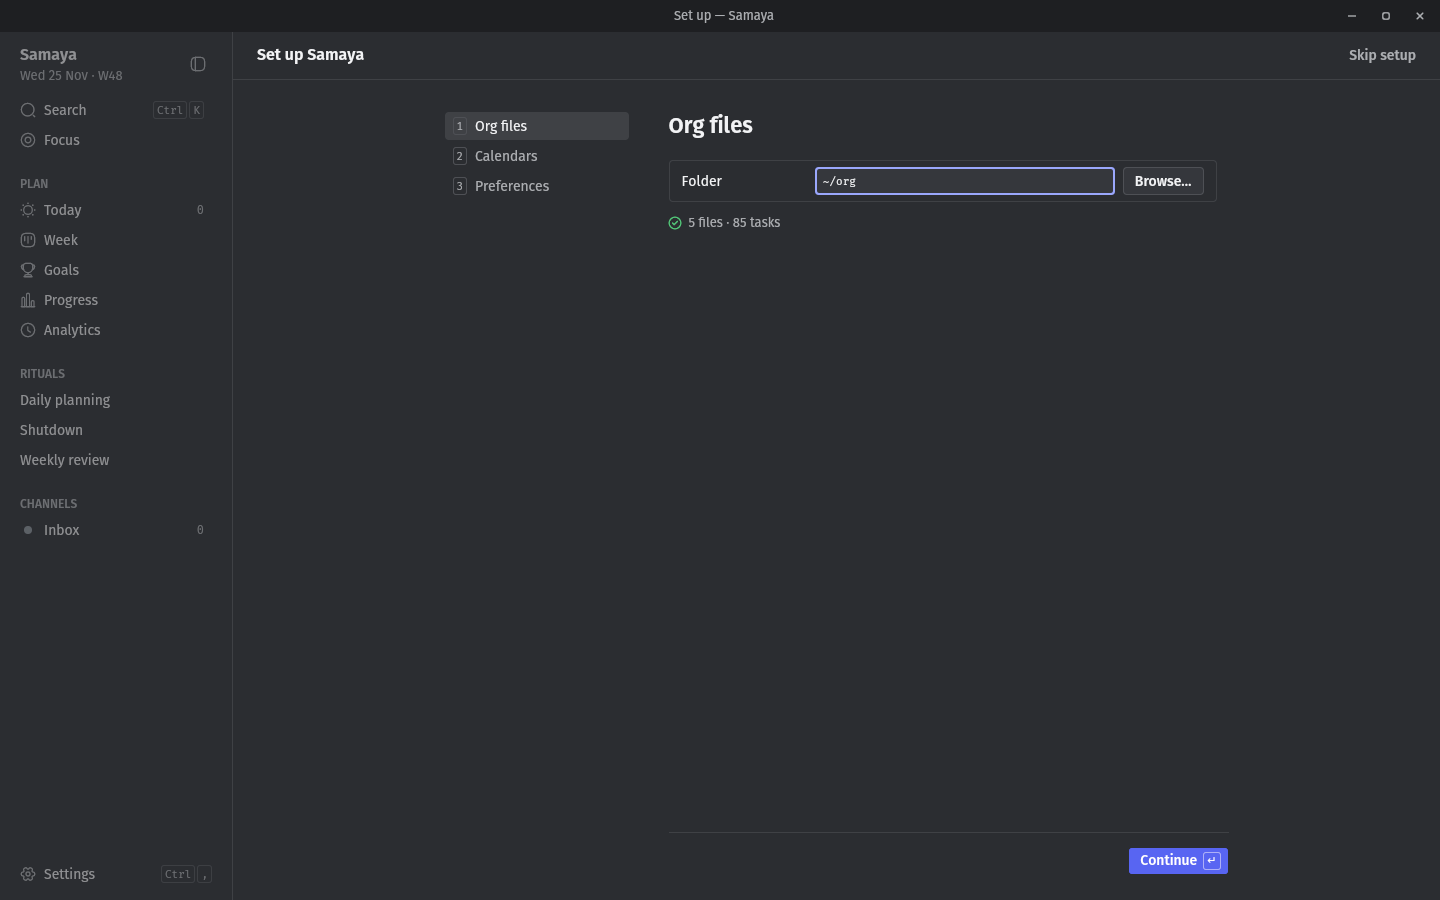 Set up — Samaya
Samaya
Wed 25 Nov · W48
Search Ctrl K
Focus
PLAN
Today 0
Week
Goals
Progress
Analytics
RITUALS
Daily planning
Shutdown
Weekly review
CHANNELS
Inbox 0
Settings Ctrl ,
Set up Samaya
Skip setup
1 Org files
2 Calendars
3 Preferences
Org files
Folder ~/org Browse...
5 files · 85 tasks
Continue ↵